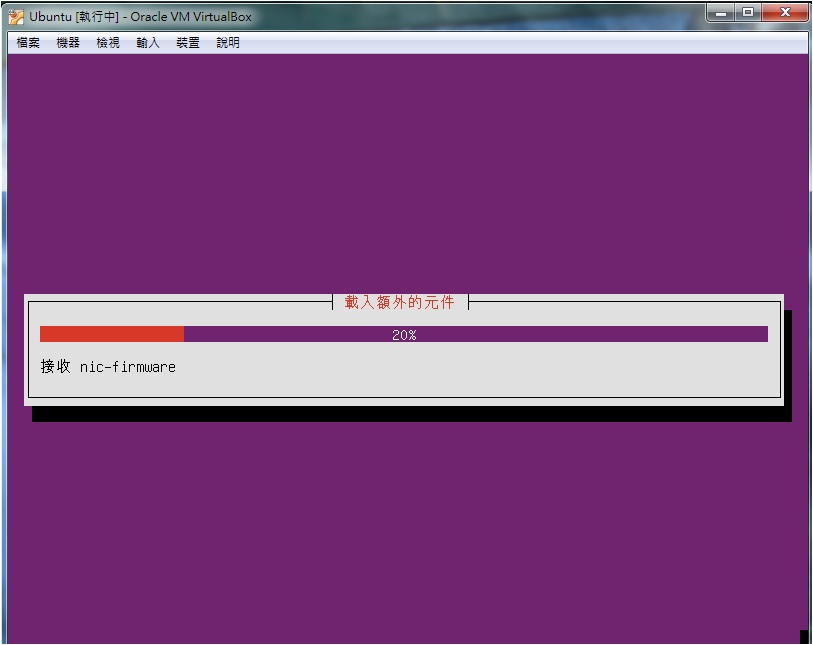 Ubuntu [執行中] - Oracle VM VirtualBox
檔案 機器 檢視 輸入 裝置 說明
載入額外的元件
20%
接收 nic-firmware